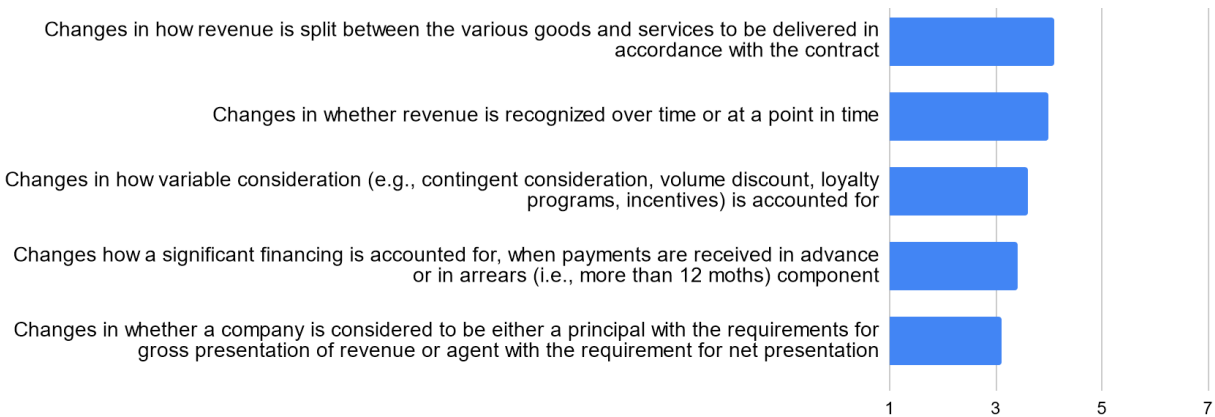 Changes in how revenue is split between the various goods and services to be delivered in
accordance with the contract
Changes in whether revenue is recognized over time or at a point in time
Changes in how variable consideration (e.g., contingent consideration, volume discount, loyalty
programs, incentives) is accounted for
Changes how a significant financing is accounted for, when payments are received in advance
or in arrears (i.e., more than 12 moths) component
Changes in whether a company is considered to be either a principal with the requirements for
gross presentation of revenue or agent with the requirement for net presentation
1 3 5 7